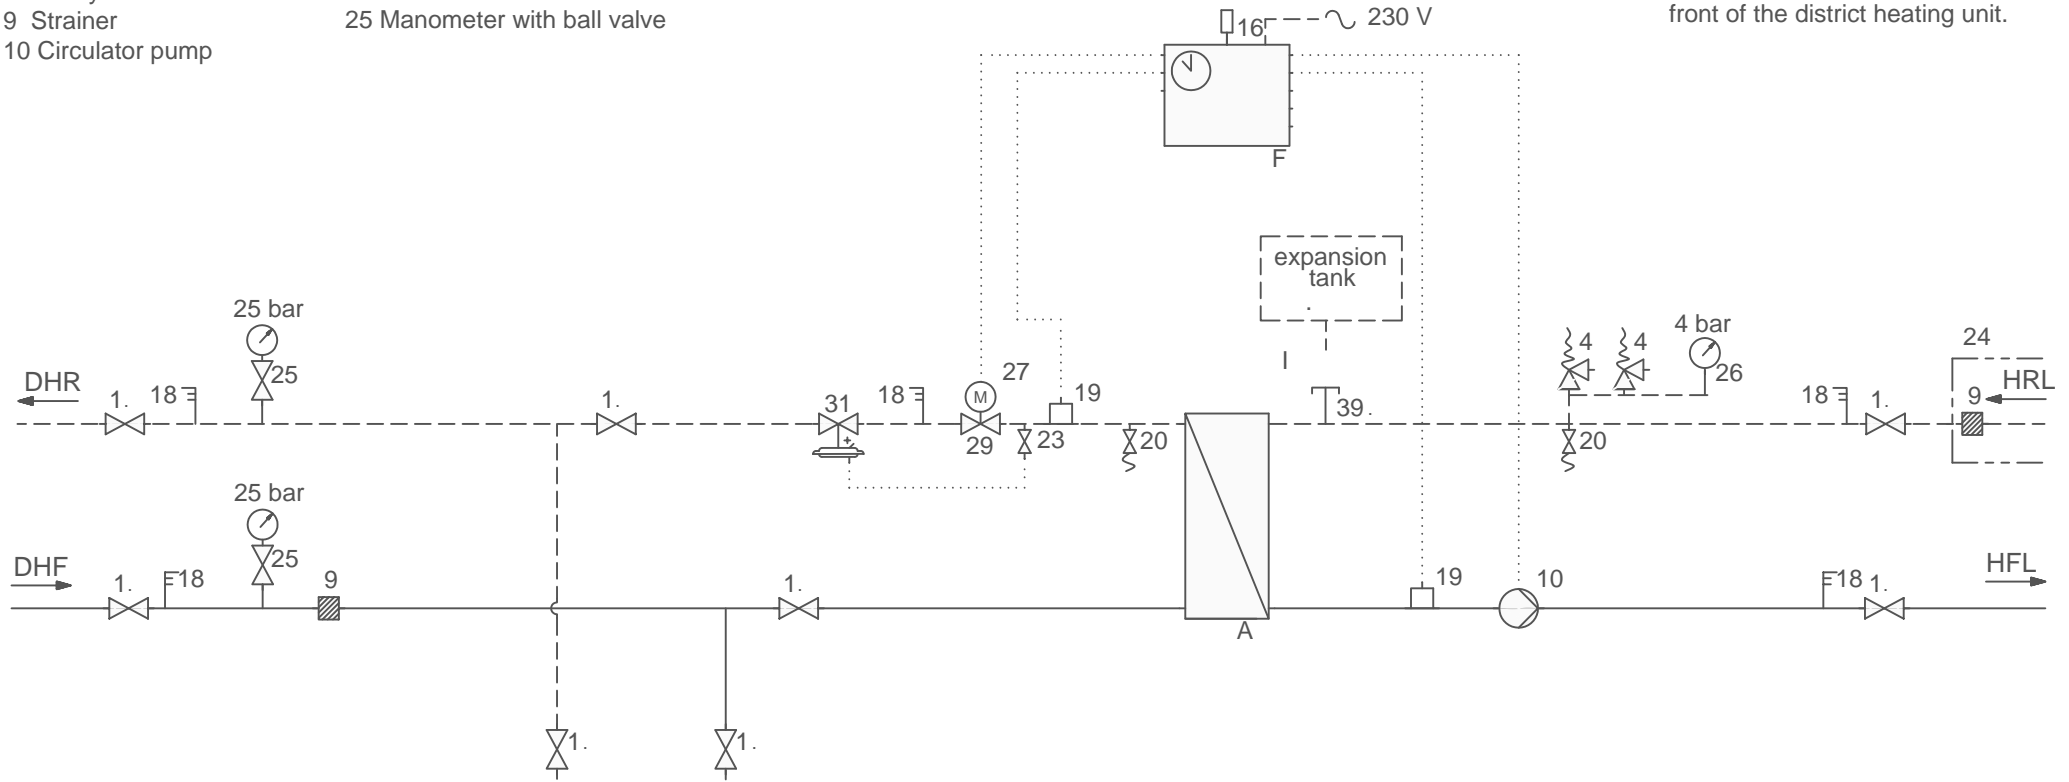 9 Strainer
10 Circulator pump
25 Manometer with ball valve
front of the district heating unit.
16
230 V
F
expansion
tank
I
25 bar
25
DHR
1.
18
1.
31
18
27
M
29
23
19
20
39.
4
4
4 bar
26
20
18
1.
24
9
HRL
25 bar
25
DHF
1.
18
9
1.
A
19
10
18
1.
HFL
1.
1.